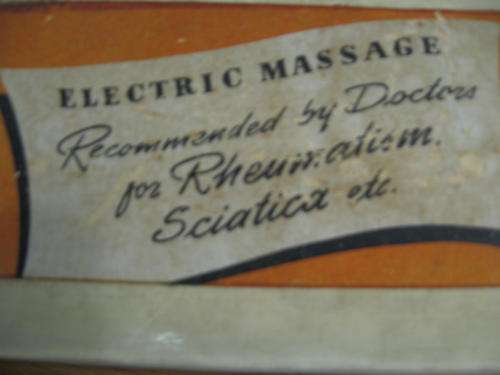 ELECTRIC MASSAGE
Recommended by Doctors
for Rheumatism.
Sciatica etc.